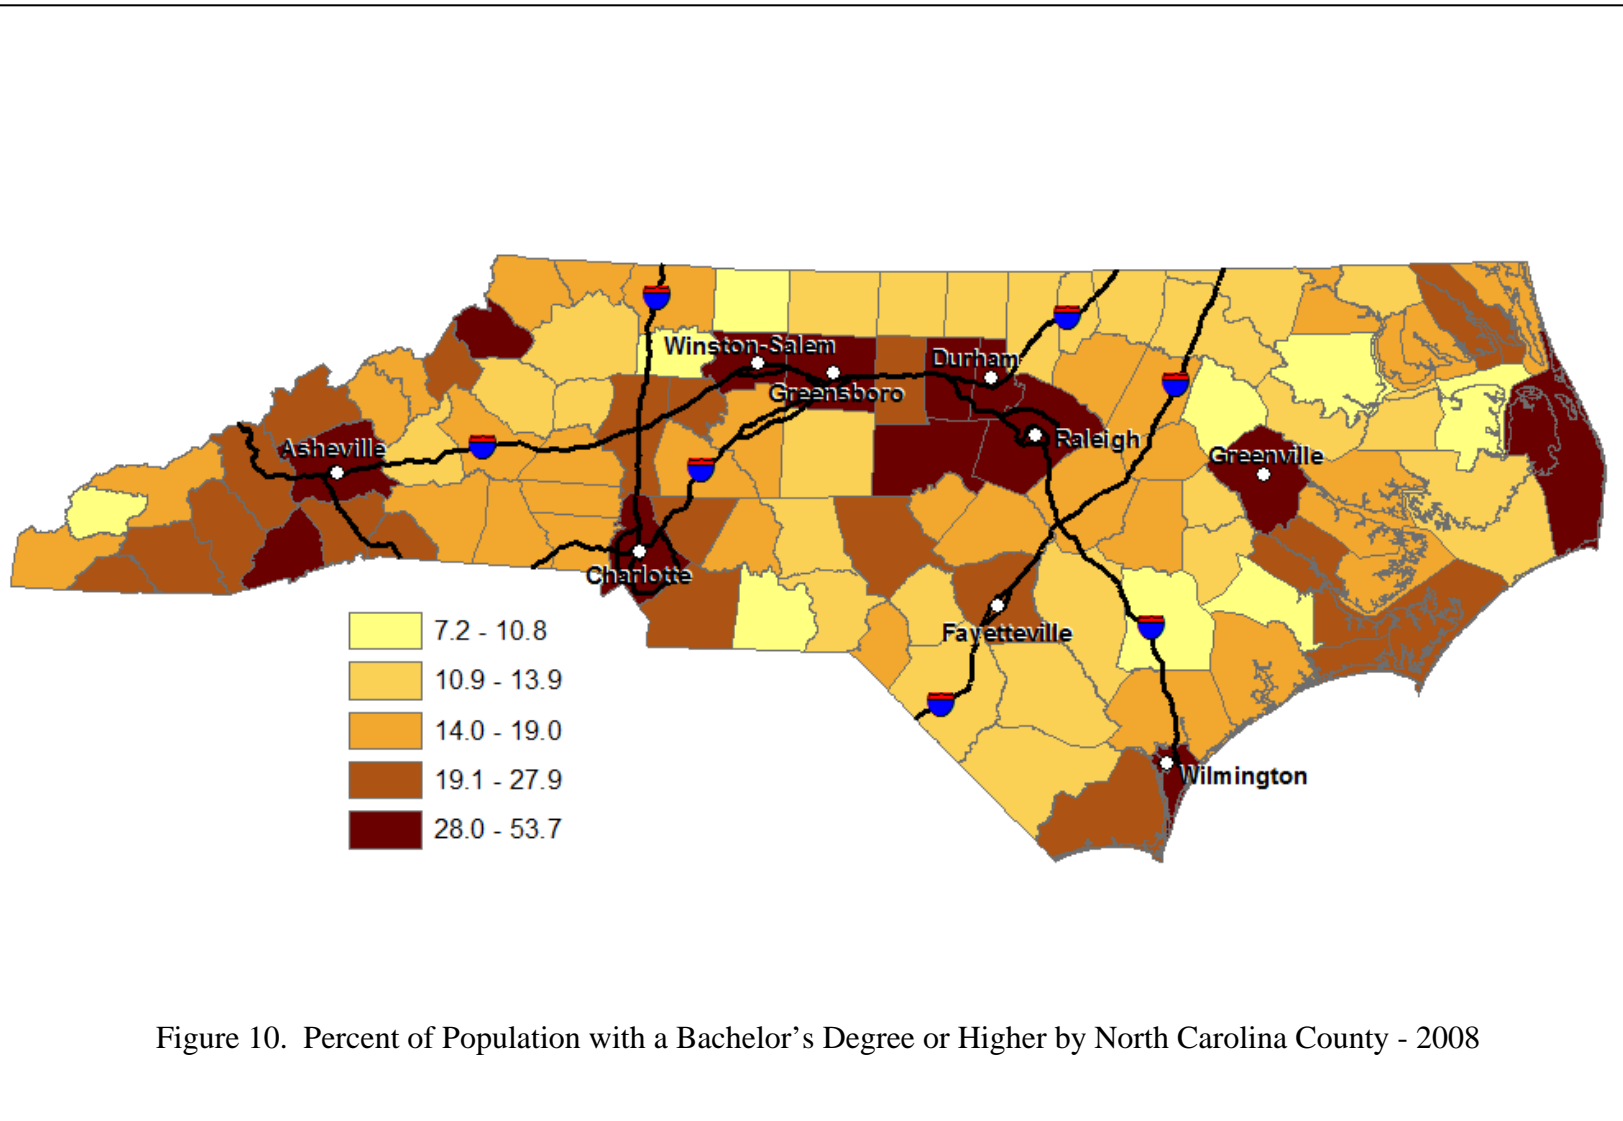 Winston-Salem
Durham
Greensboro
Asheville
Raleigh
Greenville
Charlotte
Fayetteville
Wilmington
7.2 - 10.8
10.9 - 13.9
14.0 - 19.0
19.1 - 27.9
28.0 - 53.7
Figure 10.  Percent of Population with a Bachelor’s Degree or Higher by North Carolina County - 2008